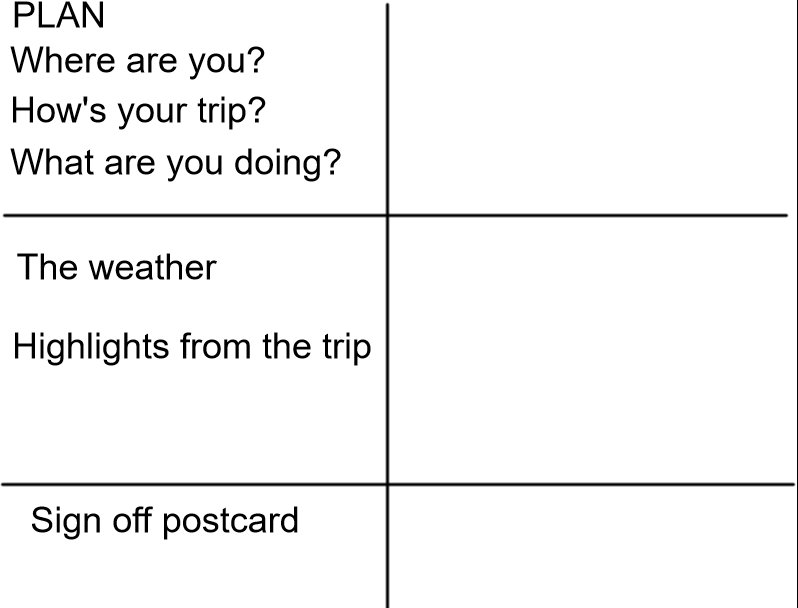 PLAN
Where are you?
How's your trip?
What are you doing?
The weather
Highlights from the trip
Sign off postcard